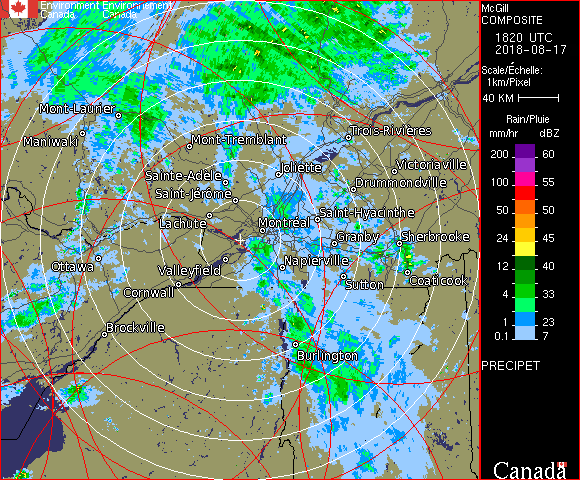 Environment Environnement
Canada Canada
McGill
COMPOSITE
1820 UTC
2018-08-17
Scale/Échelle:
1km/Pixel
40 KM
Rain/Pluie
mm/hr dBZ
200 60
100 55
50 50
24 45
12 40
4 33
1 23
0.1 7
PRECIPET
Canada
Mont-Laurier
Maniwaki
Mont-Tremblant
Trois-Rivières
Joliette
Victoriaville
Sainte-Adèle
Drummondville
Saint-Jérôme
Lachute
Saint-Hyacinthe
Montréal
Granby
Sherbrooke
Ottawa
Valleyfield
Napierville
Coaticook
Sutton
Cornwall
Brockville
Burlington